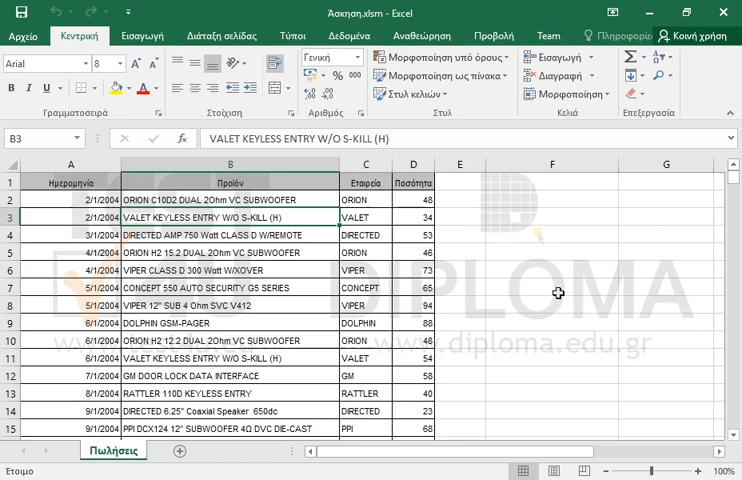 Άσκηση.xlsm - Excel
Αρχείο Κεντρική Εισαγωγή Διάταξη σελίδας Τύποι Δεδομένα Αναθεώρηση Προβολή Team Πληροφορίες Κοινή χρήση
Arial 8 Γενική Μορφοποίηση υπό όρους Εισαγωγή
Μορφοποίηση ως πίνακα Διαγραφή
B I U Στυλ κελιών Μορφοποίηση
Γραμματοσειρά Στοίχιση Αριθμός Στυλ Κελιά
B3 fx VALET KEYLESS ENTRY W/O S-KILL (H)
A B C D E F G
1 Ημερομηνία Προϊόν Εταιρεία Ποσότητα
2 2/1/2004 ORION C10D2 DUAL 2Ohm VC SUBWOOFER ORION 48
3 2/1/2004 VALET KEYLESS ENTRY W/O S-KILL (H) VALET 34
4 3/1/2004 DIRECTED AMP 750 Watt CLASS D W/REMOTE DIRECTED 53
5 4/1/2004 ORION H2 15.2 DUAL 2Ohm VC SUBWOOFER ORION 46
6 4/1/2004 VIPER CLASS D 300 Watt W/XOVER VIPER 73
7 5/1/2004 CONCEPT 550 AUTO SECURITY G5 SERIES CONCEPT 65
8 5/1/2004 VIPER 12" SUB 4 Ohm SVC V412 VIPER 94
9 6/1/2004 DOLPHIN GSM-PAGER DOLPHIN 88
10 6/1/2004 ORION H2 12.2 DUAL 2Ohm VC SUBWOOFER ORION 48
11 8/1/2004 VALET KEYLESS ENTRY W/O S-KILL (H) VALET 54
12 7/1/2004 GM DOOR LOCK DATA INTERFACE GM 58
13 8/1/2004 RATTLER 110D KEYLESS ENTRY RATTLER 40
14 9/1/2004 DIRECTED 6.25" Coaxial Speaker 650dc DIRECTED 23
15 9/1/2004 PPI DCX124 12" SUBWOOFER 4Ω DVC DIE-CAST PPI 68
DIPLOMA
www.diploma.edu.gr
Πωλήσεις
Έτοιμο 100%